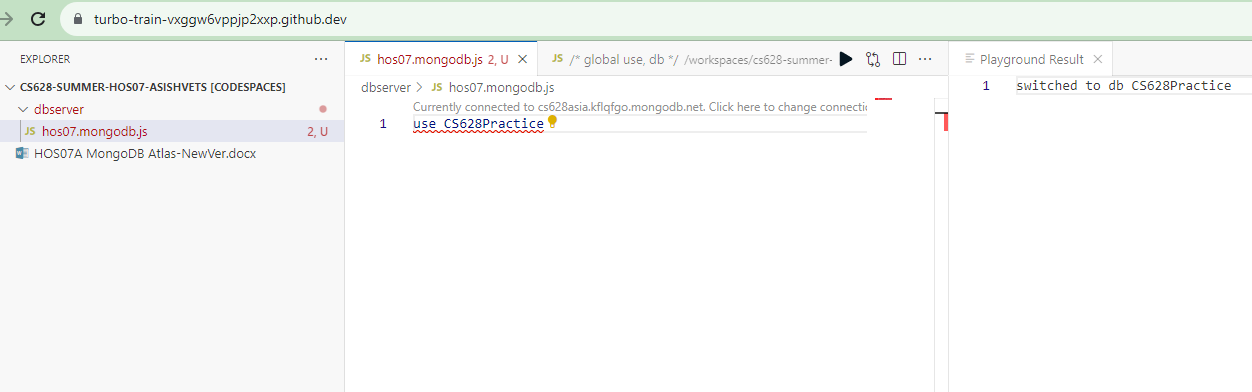 turbo-train-vxggw6vppjp2xxp.github.dev
EXPLORER
CS628-SUMMER-HOS07-ASISHVETS [CODESPACES]
dbserver
JS hos07.mongodb.js 2, U
HOS07A MongoDB Atlas-NewVer.docx
JS hos07.mongodb.js 2, U
JS /* global use, db */ /workspaces/cs628-summer-
dbserver > JS hos07.mongodb.js
Currently connected to cs628asia.kflqfgo.mongodb.net. Click here to change connectic
1 use CS628Practice
Playground Result
1 switched to db CS628Practice